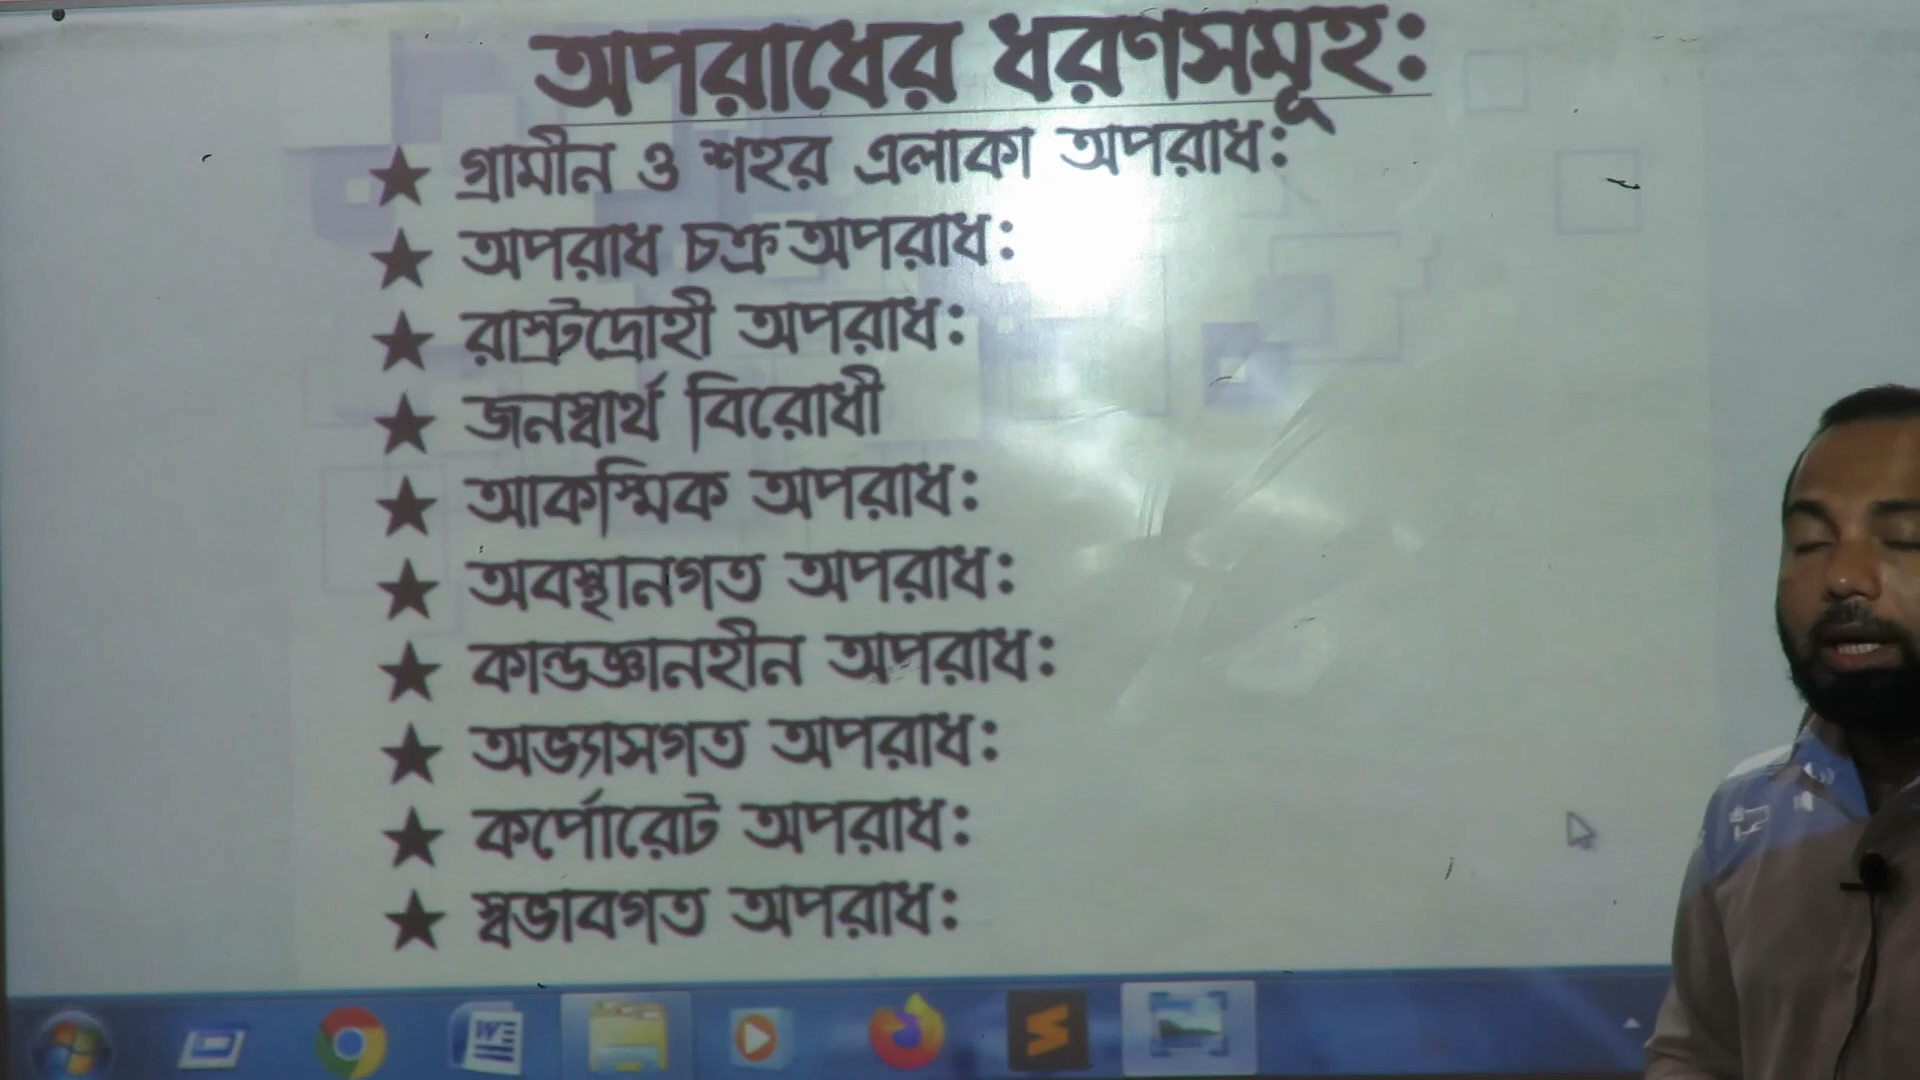 অপরাধের ধরণসমূহঃ
★ গ্রামীন ও শহর এলাকা অপরাধঃ
★ অপরাধ চক্র অপরাধঃ
★ রাস্ট্রদ্রোহী অপরাধঃ
★ জনস্বার্থ বিরোধী
★ আকস্মিক অপরাধঃ
★ অবস্থানগত অপরাধঃ
★ কান্ডজ্ঞানহীন অপরাধঃ
★ অভ্যাসগত অপরাধঃ
★ কর্পোরেট অপরাধঃ
★ স্বভাবগত অপরাধঃ